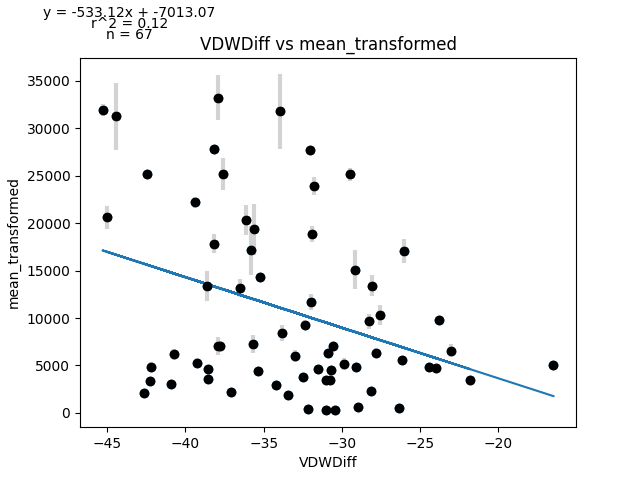 y = -533.12x + -7013.07
r^2 = 0.12
n = 67
VDWDiff vs mean_transformed
35000
30000
25000
20000
15000
10000
5000
0
mean_transformed
−45 −40 −35 −30 −25 −20
VDWDiff